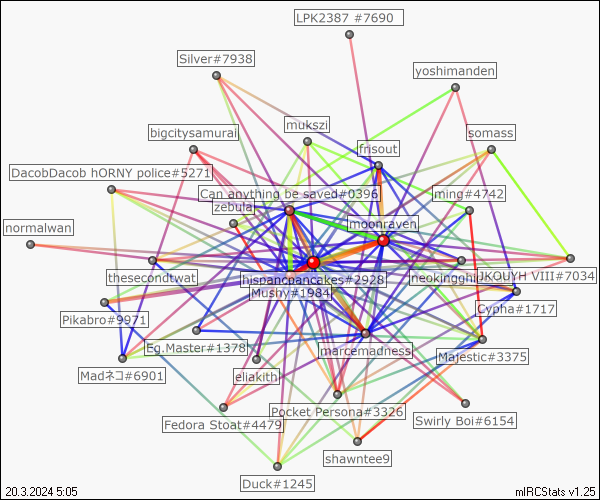 LPK2387 #7690
Silver#7938
yoshimanden
mukszi
bigcitysamurai
somass
frisout
DacobDacob hORNY police#5271
Can anything be saved#0396
ming#4742
zebula
moonraven
normalwan
thesecondtwat
hispancpancakes#2928
neokingghi
JKOUYH VIII#7034
Mushy#1984
Pikabro#9971
Cypha#1717
Eg.Master#1378
marcemadness
Majestic#3375
Madネコ#6901
eliakith
Pocket Persona#3326
Fedora Stoat#4479
Swirly Boi#6154
shawntee9
Duck#1245
20.3.2024 5:05
mIRCStats v1.25